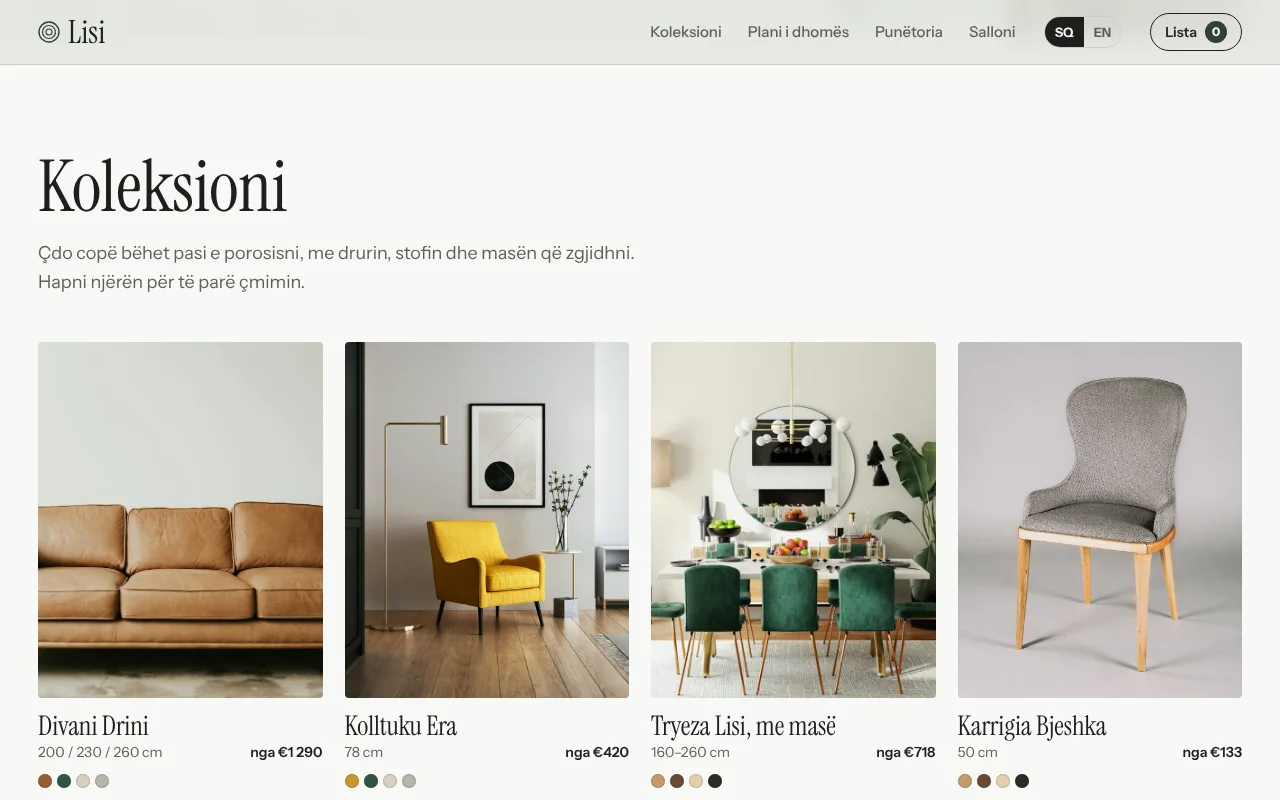 Lisi
Koleksioni
Plani i dhomës
Punëtoria
Salloni
SQ
EN
Lista 0
Koleksioni
Çdo copë bëhet pasi e porosisni, me drurin, stofin dhe masën që zgjidhni.
Hapni njërën për të parë çmimin.
Divani Drini
200 / 230 / 260 cm
nga €1 290
Kolltuku Era
78 cm
nga €420
Tryeza Lisi, me masë
160–260 cm
nga €718
Karrigia Bjeshka
50 cm
nga €133